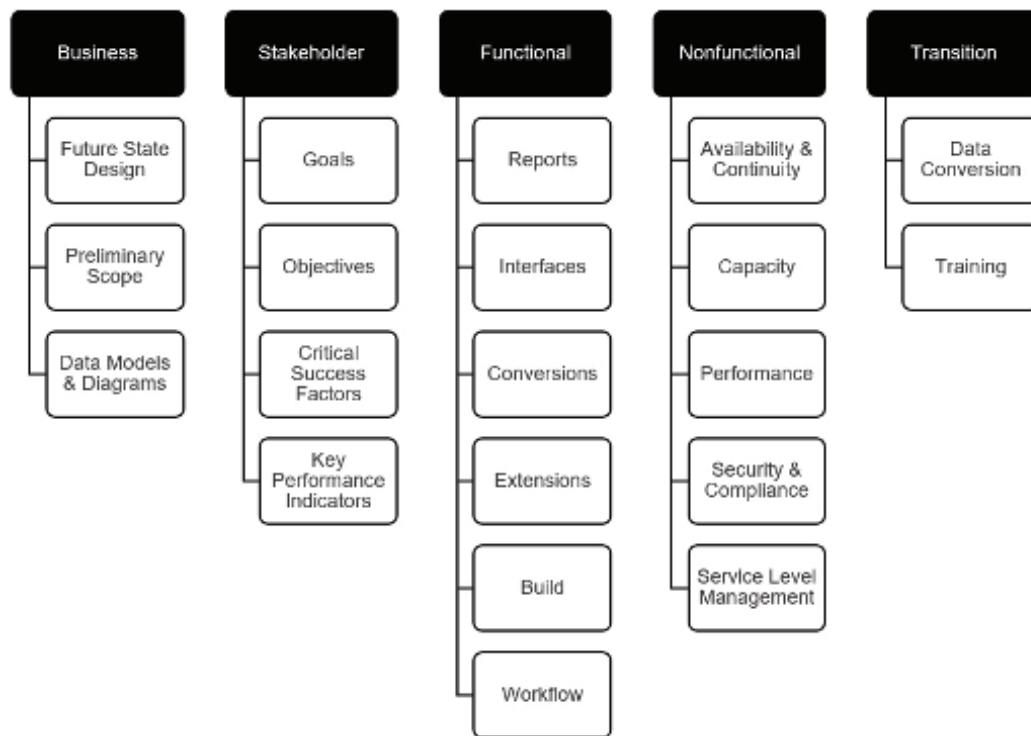 Business
Future State
Design
Preliminary
Scope
Data Models
& Diagrams
Stakeholder
Goals
Objectives
Critical
Success
Factors
Key
Performance
Indicators
Functional
Reports
Interfaces
Conversions
Extensions
Build
Workflow
Nonfunctional
Availability &
Continuity
Capacity
Performance
Security &
Compliance
Service Level
Management
Transition
Data
Conversion
Training